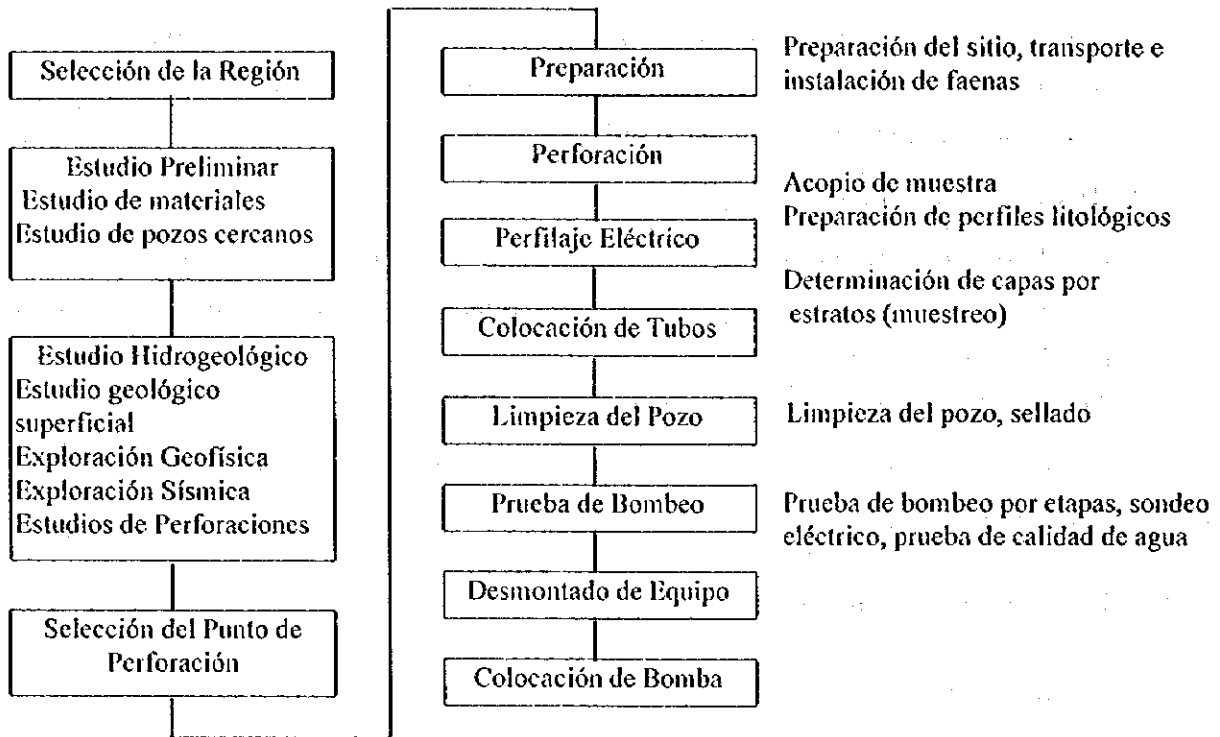 Selección de la Región
Estudio Preliminar
Estudio de materiales
Estudio de pozos cercanos
Estudio Hidrogeológico
Estudio geológico
superficial
Exploración Geofísica
Exploración Sísmica
Estudios de Perforaciones
Selección del Punto de
Perforación
Preparación
Preparación del sitio, transporte e
instalación de faenas
Perforación
Acopio de muestra
Preparación de perfiles litológicos
Perfilaje Eléctrico
Determinación de capas por
estratos (muestreo)
Colocación de Tubos
Limpieza del Pozo
Limpieza del pozo, sellado
Prueba de Bombeo
Prueba de bombeo por etapas, sondeo
eléctrico, prueba de calidad de agua
Desmontado de Equipo
Colocación de Bomba